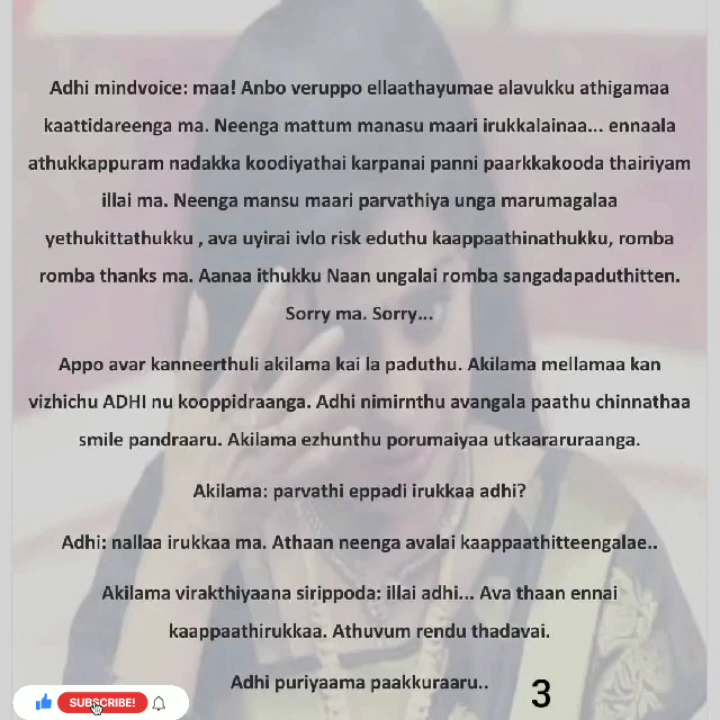 Adhi mindvoice: maa! Anbo veruppo ellaathayumae alavukku athigamaa
kaattidareenga ma. Neenga mattum manasu maari irukkalainaa... ennaala
athukkappuram nadakka koodiyathai karpanai panni paarkkakooda thairiyam
illai ma. Neenga mansu maari parvathiya unga marumagalaa
yethukittathukku , ava uyirai ivlo risk eduthu kaappaathinathukku, romba
romba thanks ma. Aanaa ithukku Naan ungalai romba sangadapaduthitten.
Sorry ma. Sorry...
Appo avar kanneerthuli akilama kai la paduthu. Akilama mellamaa kan
vizhichu ADHI nu kooppidraanga. Adhi nimirnthu avangala paathu chinnathaa
smile pandraaru. Akilama ezhunthu porumaiyaa utkaararuraanga.
Akilama: parvathi eppadi irukkaa adhi?
Adhi: nallaa irukkaa ma. Athaan neenga avalai kaappaathitteengalae..
Akilama virakthiyaana sirippoda: illai adhi... Ava thaan ennai
kaappaathirukkaa. Athuvum rendu thadavai.
Adhi puriyaama paakkuraaru..
3
SUBSCRIBE!